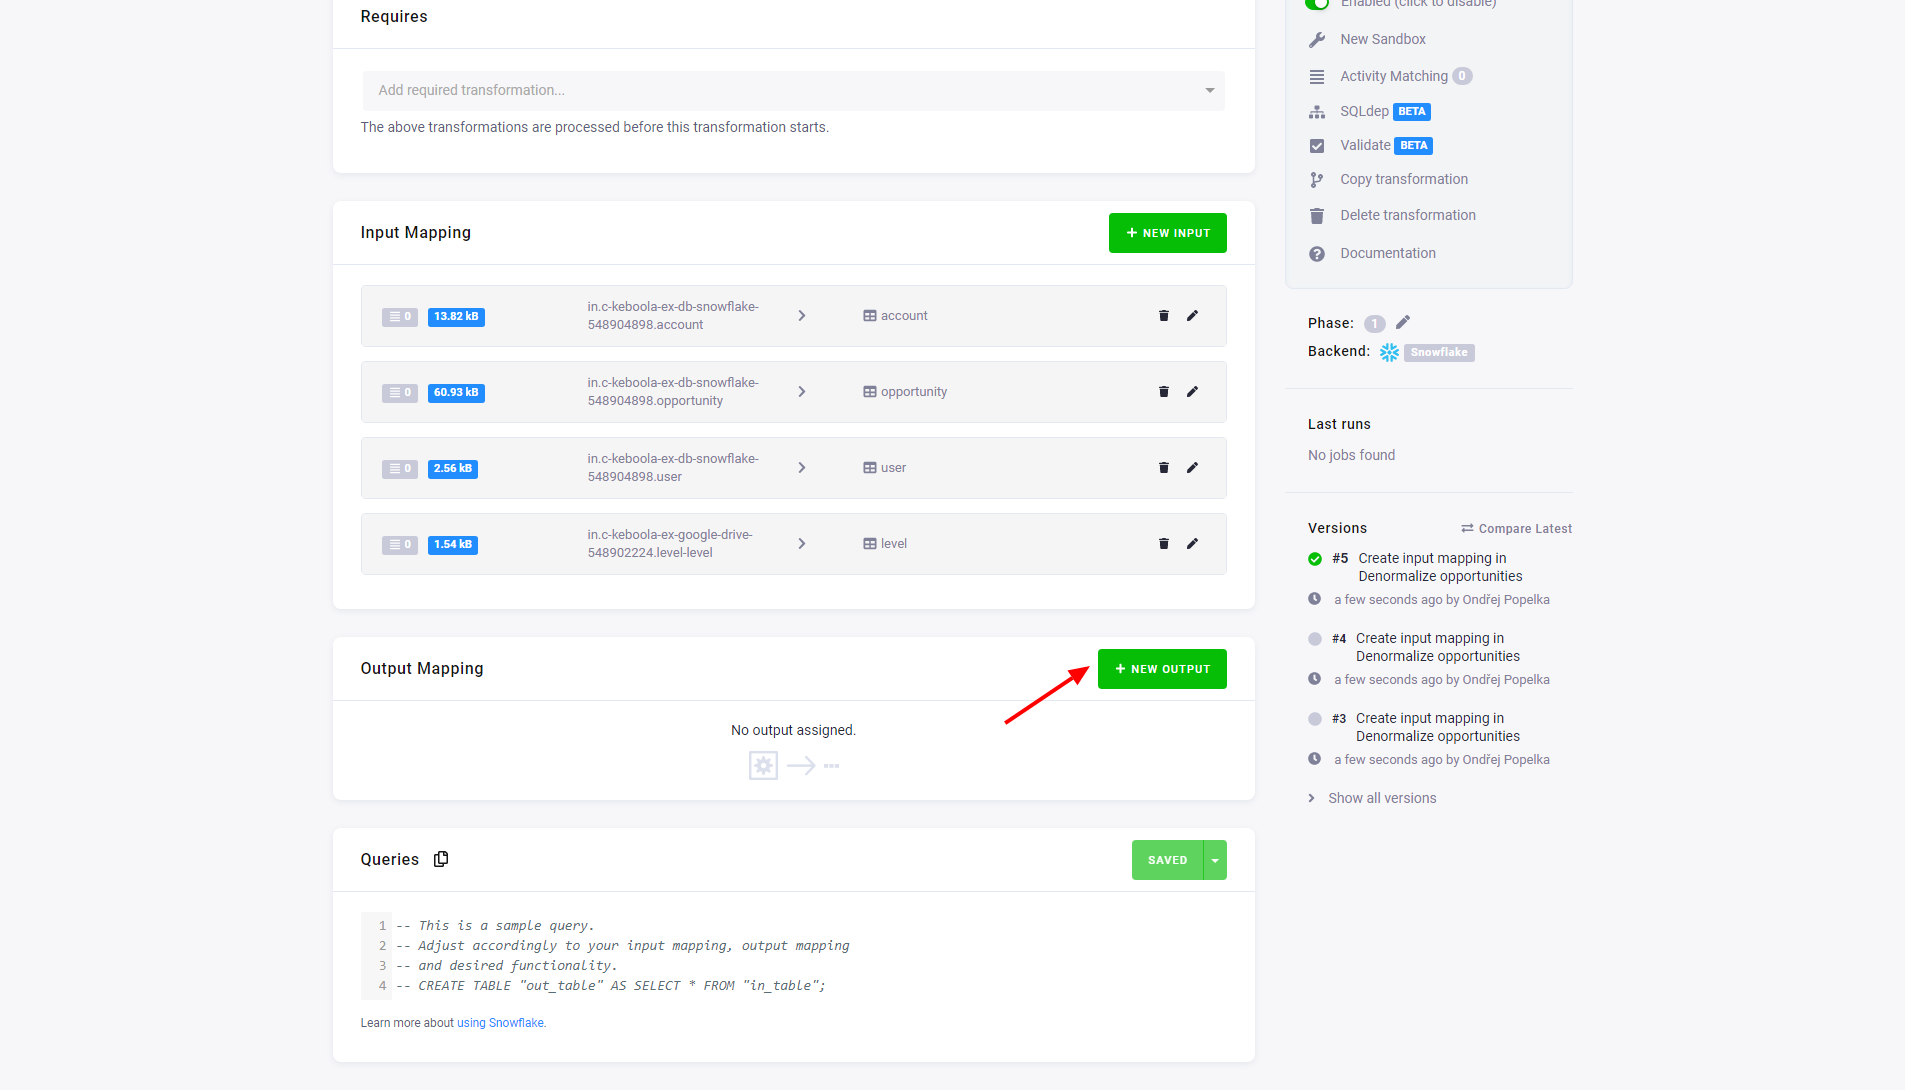 Requires
Add required transformation...
The above transformations are processed before this transformation starts.
Input Mapping
NEW INPUT
0 13.82 kB
in.c-keboola-ex-db-snowflake-
548904898.account
account
0 60.93 kB
in.c-keboola-ex-db-snowflake-
548904898.opportunity
opportunity
0 2.56 kB
in.c-keboola-ex-db-snowflake-
548904898.user
user
0 1.54 kB
in.c-keboola-ex-google-drive-
548902224.level-level
level
Output Mapping
NEW OUTPUT
No output assigned.
Queries
SAVED
1 -- This is a sample query.
2 -- Adjust accordingly to your input mapping, output mapping
3 -- and desired functionality.
4 -- CREATE TABLE "out_table" AS SELECT * FROM "in_table";
Learn more about using Snowflake.
Enabled (click to disable)
New Sandbox
Activity Matching 0
SQLdep BETA
Validate BETA
Copy transformation
Delete transformation
Documentation
Phase: 1
Backend: Snowflake
Last runs
No jobs found
Versions
Compare Latest
#5 Create input mapping in
Denormalize opportunities
a few seconds ago by Ondřej Popelka
#4 Create input mapping in
Denormalize opportunities
a few seconds ago by Ondřej Popelka
#3 Create input mapping in
Denormalize opportunities
a few seconds ago by Ondřej Popelka
Show all versions